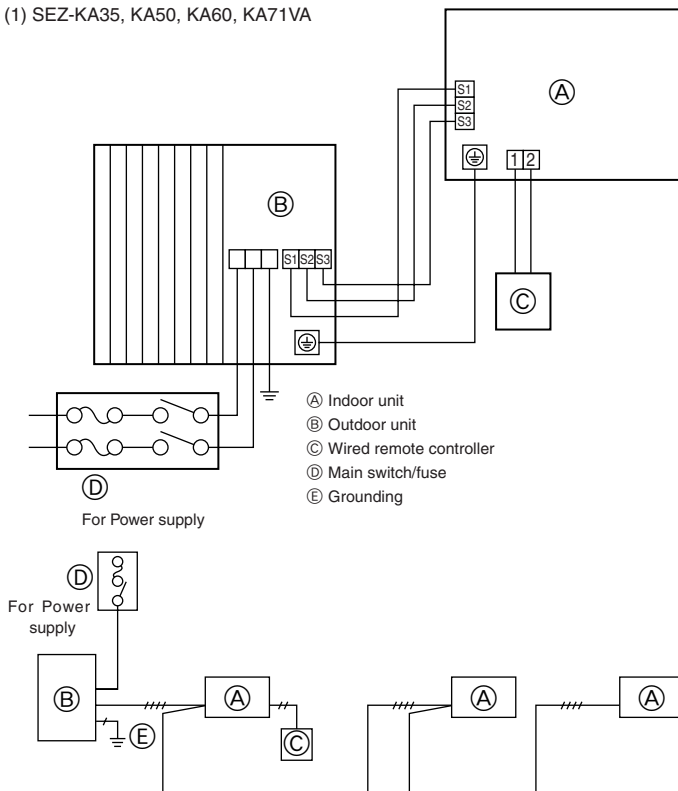 (1) SEZ-KA35, KA50, KA60, KA71VA
S1
S2
S3
Ⓐ
1 2
Ⓑ
S1 S2 S3
Ⓒ
Ⓐ Indoor unit
Ⓑ Outdoor unit
Ⓒ Wired remote controller
Ⓓ Main switch/fuse
Ⓔ Grounding
Ⓓ
For Power supply
Ⓓ
For Power
supply
Ⓑ
Ⓔ
Ⓐ
Ⓒ
Ⓐ
Ⓐ